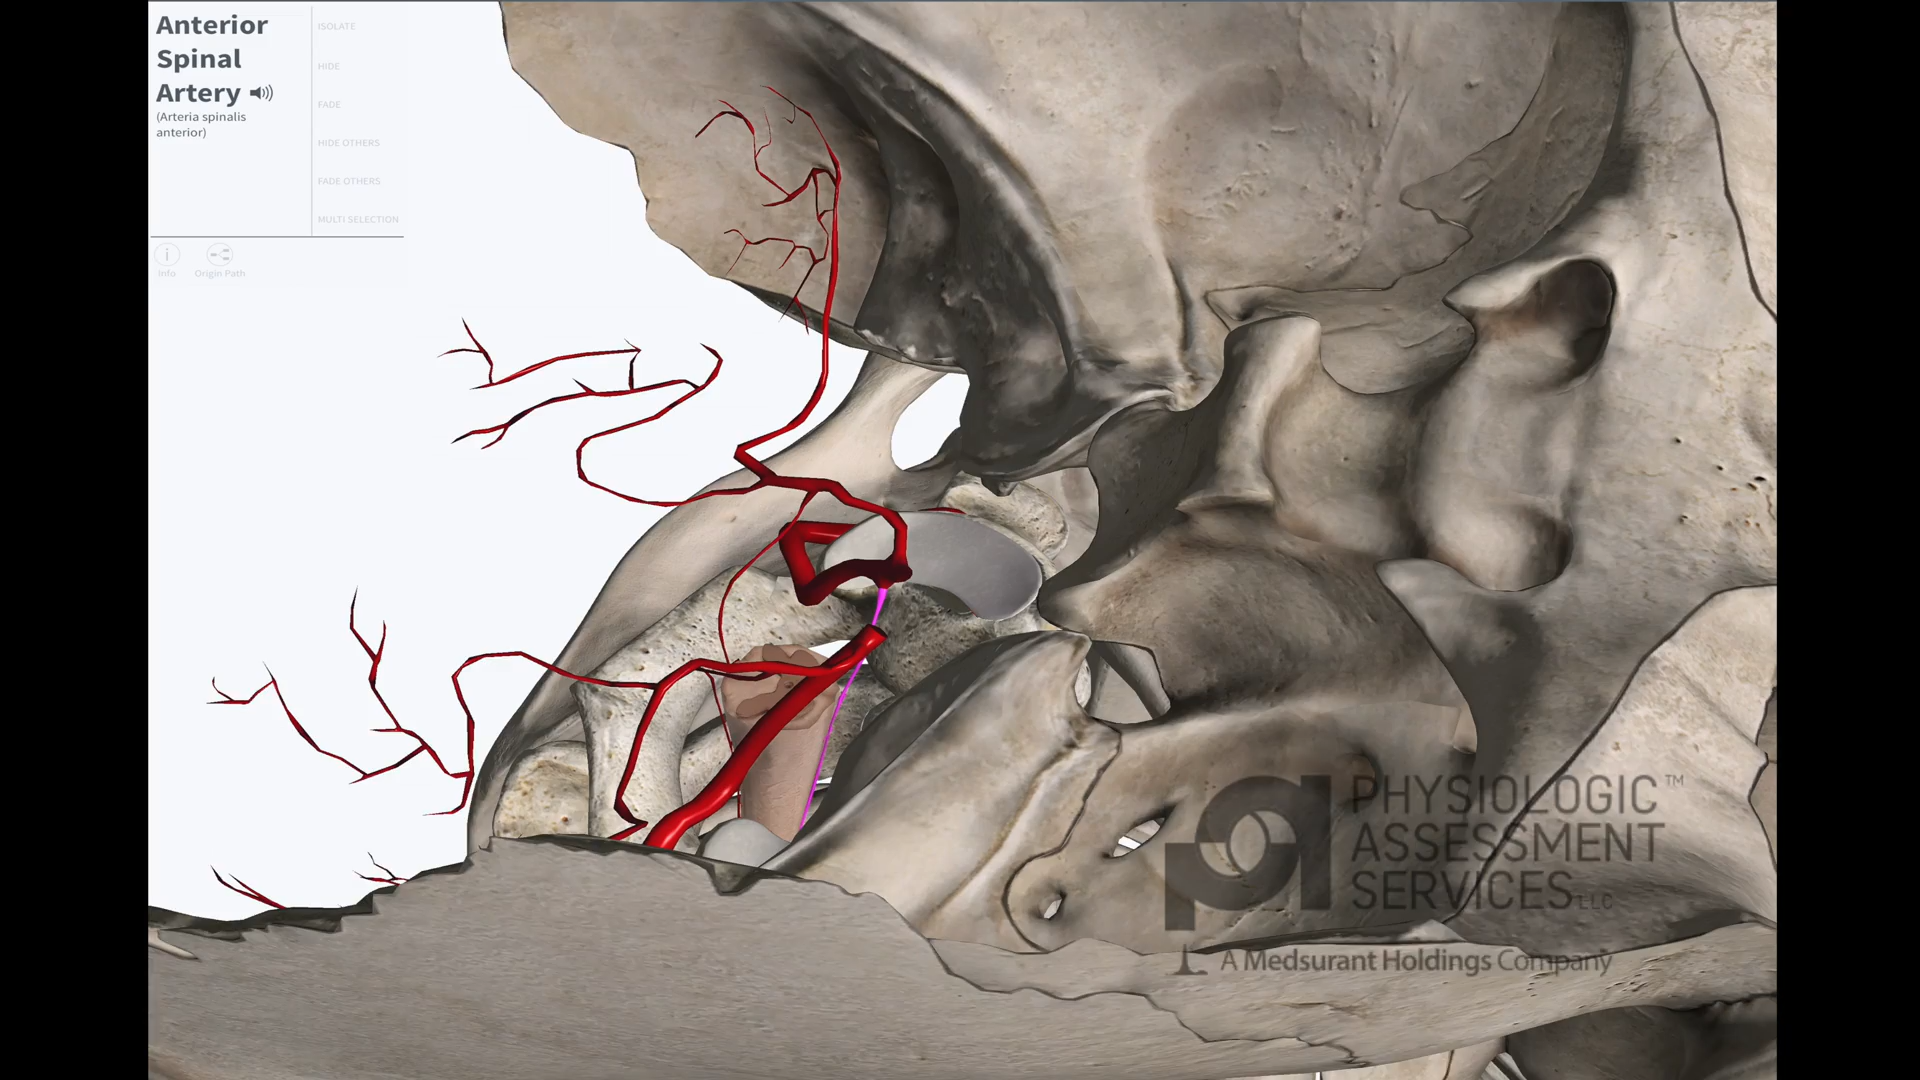 Anterior
Spinal
Artery
(Arteria spinalis
anterior)
ISOLATE
HIDE
FADE
HIDE OTHERS
FADE OTHERS
MULTI SELECTION
i
Info
Origin Path
PHYSIOLOGIC™
ASSESSMENT
SERVICES LLC
A Medsurant Holdings Company